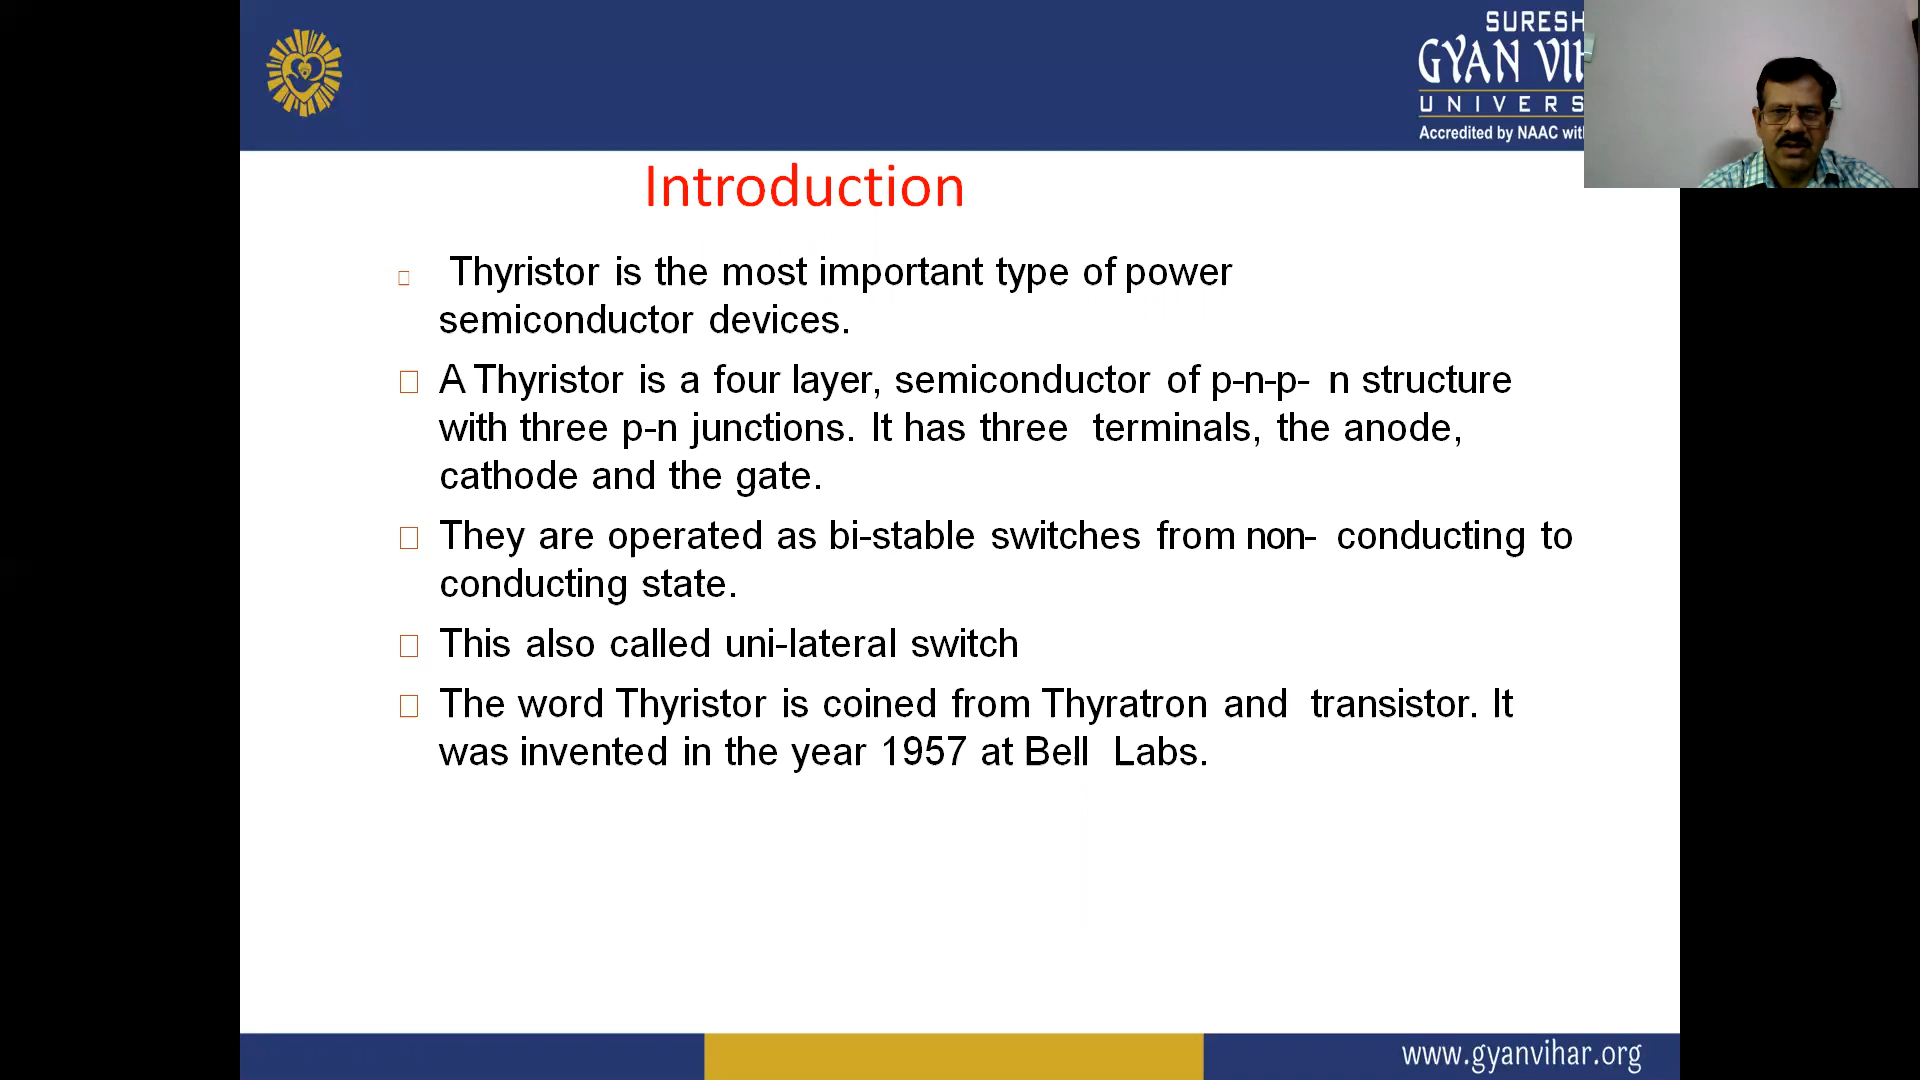 SURESH
GYAN VIH
UNIVERS
Accredited by NAAC wit
Introduction
Thyristor is the most important type of power
semiconductor devices.
A Thyristor is a four layer, semiconductor of p-n-p- n structure
with three p-n junctions. It has three terminals, the anode,
cathode and the gate.
They are operated as bi-stable switches from non- conducting to
conducting state.
This also called uni-lateral switch
The word Thyristor is coined from Thyratron and transistor. It
was invented in the year 1957 at Bell Labs.
www.gyanvihar.org